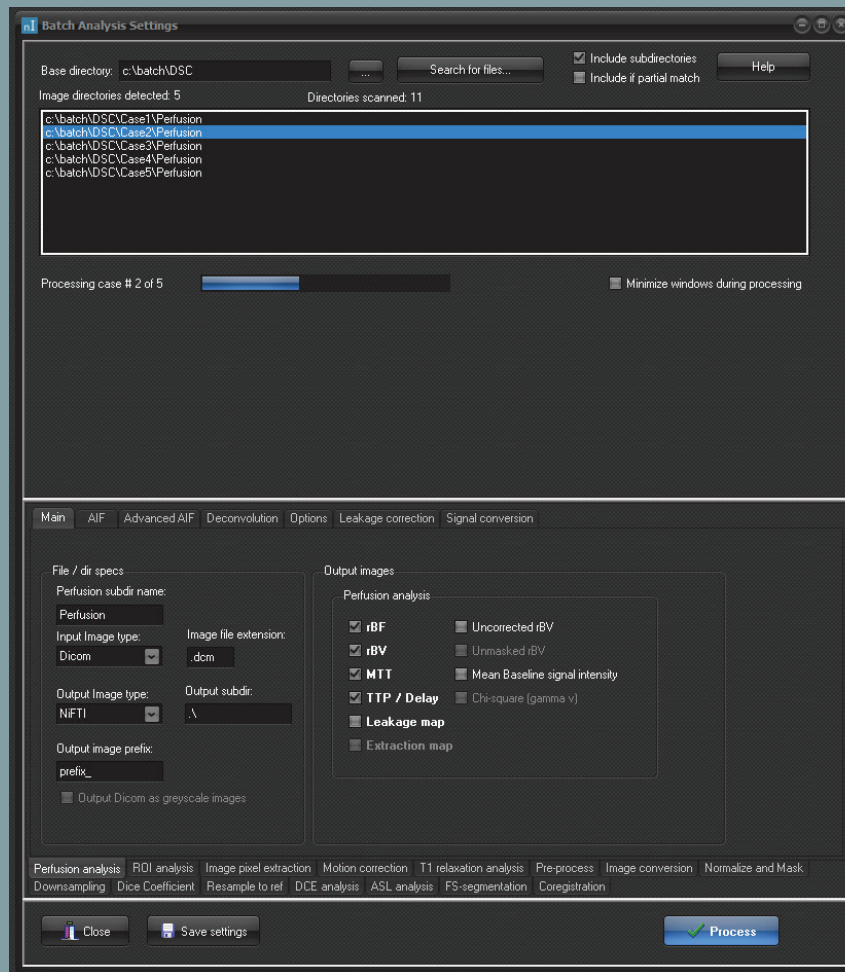 nI Batch Analysis Settings
Base directory: c:\batch\DSC ... Search for files... Include subdirectories Help
Include if partial match
Image directories detected: 5 Directories scanned: 11
c:\batch\DSC\Case1\Perfusion
c:\batch\DSC\Case2\Perfusion
c:\batch\DSC\Case3\Perfusion
c:\batch\DSC\Case4\Perfusion
c:\batch\DSC\Case5\Perfusion
Processing case # 2 of 5 Minimize windows during processing
Main AIF Advanced AIF Deconvolution Options Leakage correction Signal conversion
File / dir specs
Perfusion subdir name:
Perfusion
Input Image type: Image file extension:
Dicom .dcm
Output Image type: Output subdir:
NiFTI .\
Output image prefix:
prefix_
Output Dicom as greyscale images
Output images
Perfusion analysis
rBF Uncorrected rBV
rBV Unmasked rBV
MTT Mean Baseline signal intensity
TTP / Delay Chi-square (gamma v)
Leakage map
Extraction map
Perfusion analysis ROI analysis Image pixel extraction Motion correction T1 relaxation analysis Pre-process Image conversion Normalize and Mask
Downsampling Dice Coefficient Resample to ref DCE analysis ASL analysis FS-segmentation Coregistration
Close Save settings Process